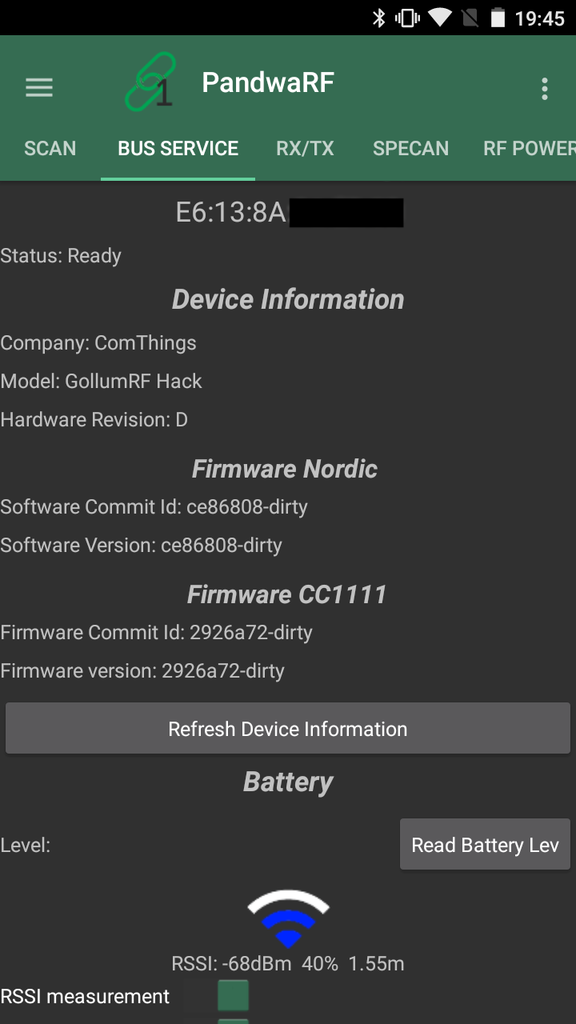 19:45
1
PandwaRF
SCAN BUS SERVICE RX/TX SPECAN RF POWER
E6:13:8A
Status: Ready
Device Information
Company: ComThings
Model: GollumRF Hack
Hardware Revision: D
Firmware Nordic
Software Commit Id: ce86808-dirty
Software Version: ce86808-dirty
Firmware CC1111
Firmware Commit Id: 2926a72-dirty
Firmware version: 2926a72-dirty
Refresh Device Information
Battery
Level: Read Battery Lev
RSSI: -68dBm 40% 1.55m
RSSI measurement